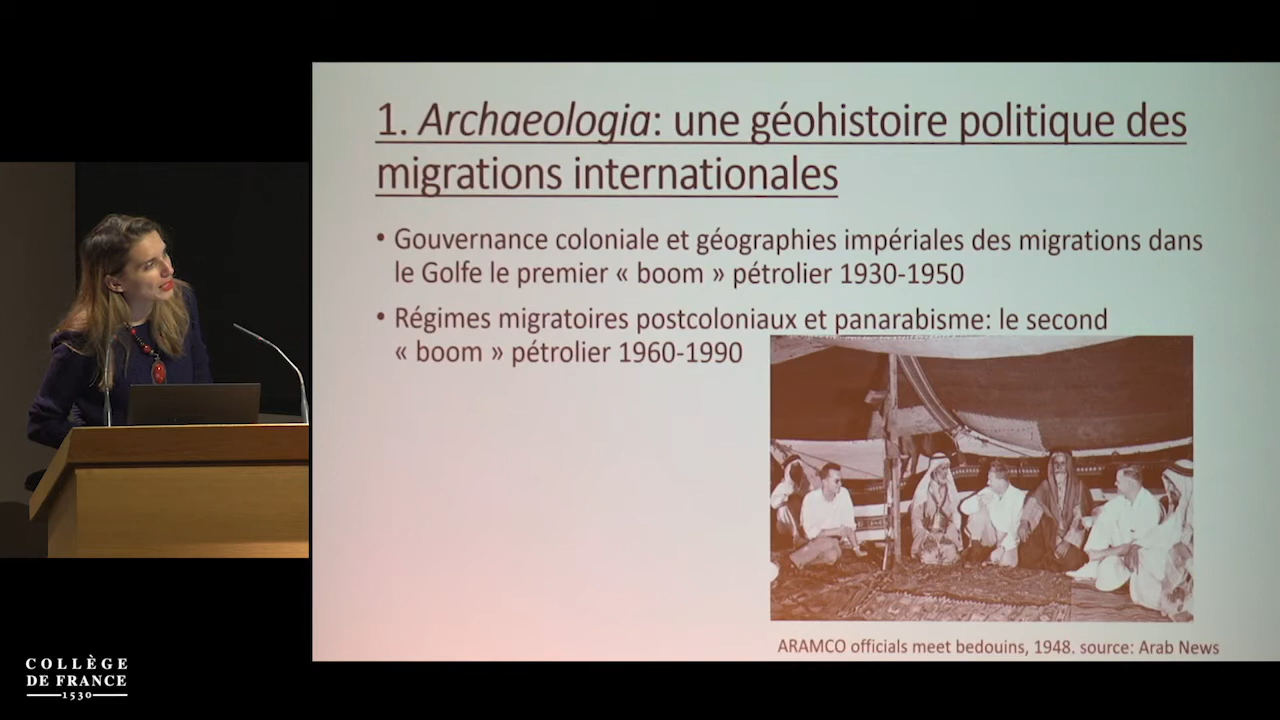 1. Archaeologia: une géohistoire politique des
migrations internationales
• Gouvernance coloniale et géographies impériales des migrations dans
le Golfe le premier « boom » pétrolier 1930-1950
• Régimes migratoires postcoloniaux et panarabisme: le second
« boom » pétrolier 1960-1990
ARAMCO officials meet bedouins, 1948. source: Arab News
COLLÈGE
DE FRANCE
1530